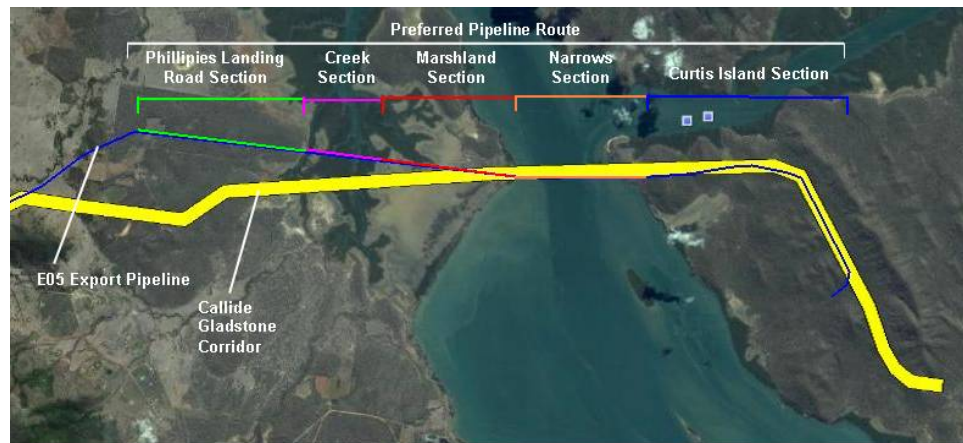 Preferred Pipeline Route
Phillipies Landing
Road Section
Creek
Section
Marshland
Section
Narrows
Section
Curtis Island Section
E05 Export Pipeline
Callide
Gladstone
Corridor